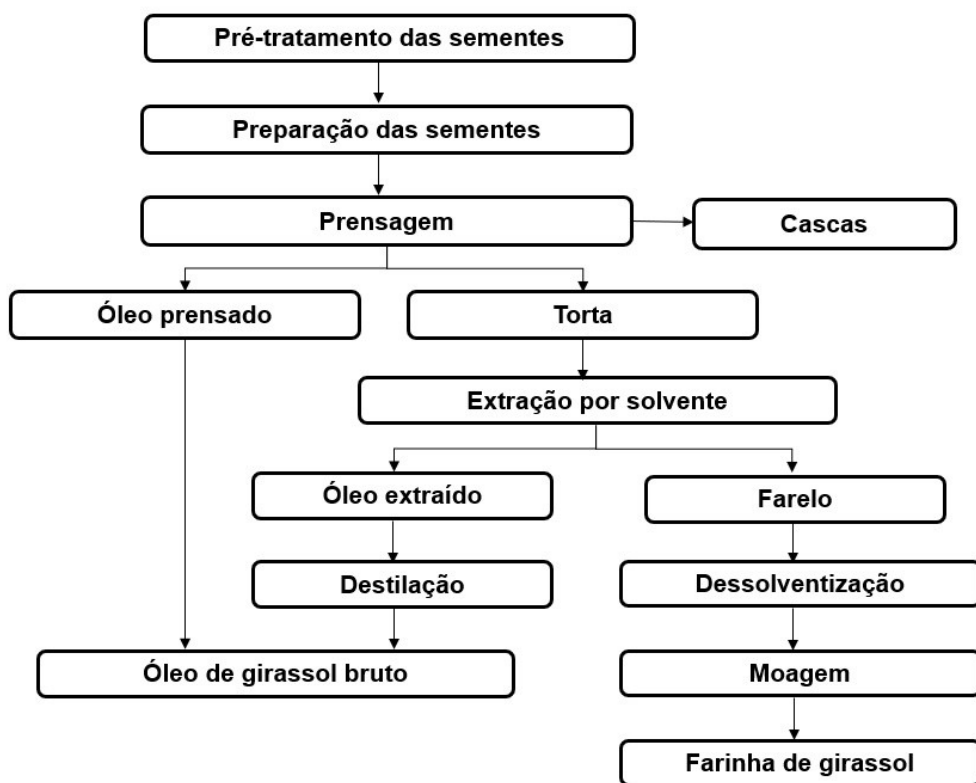 Pré-tratamento das sementes
Preparação das sementes
Prensagem
Cascas
Óleo prensado
Torta
Extração por solvente
Óleo extraído
Farelo
Destilação
Dessolventização
Óleo de girassol bruto
Moagem
Farinha de girassol